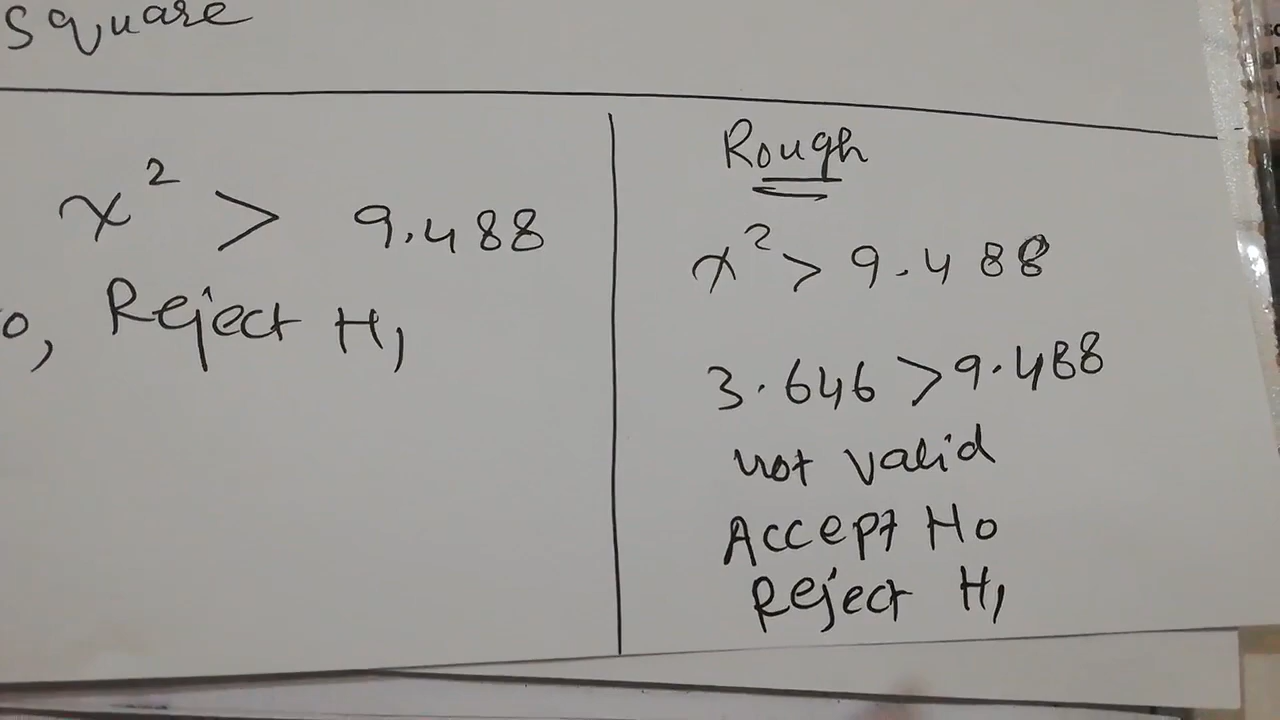 Square
x² > 9.488
o, Reject H₁
Rough
x² > 9.488
3.646 > 9.488
not valid
Accept Ho
Reject H₁